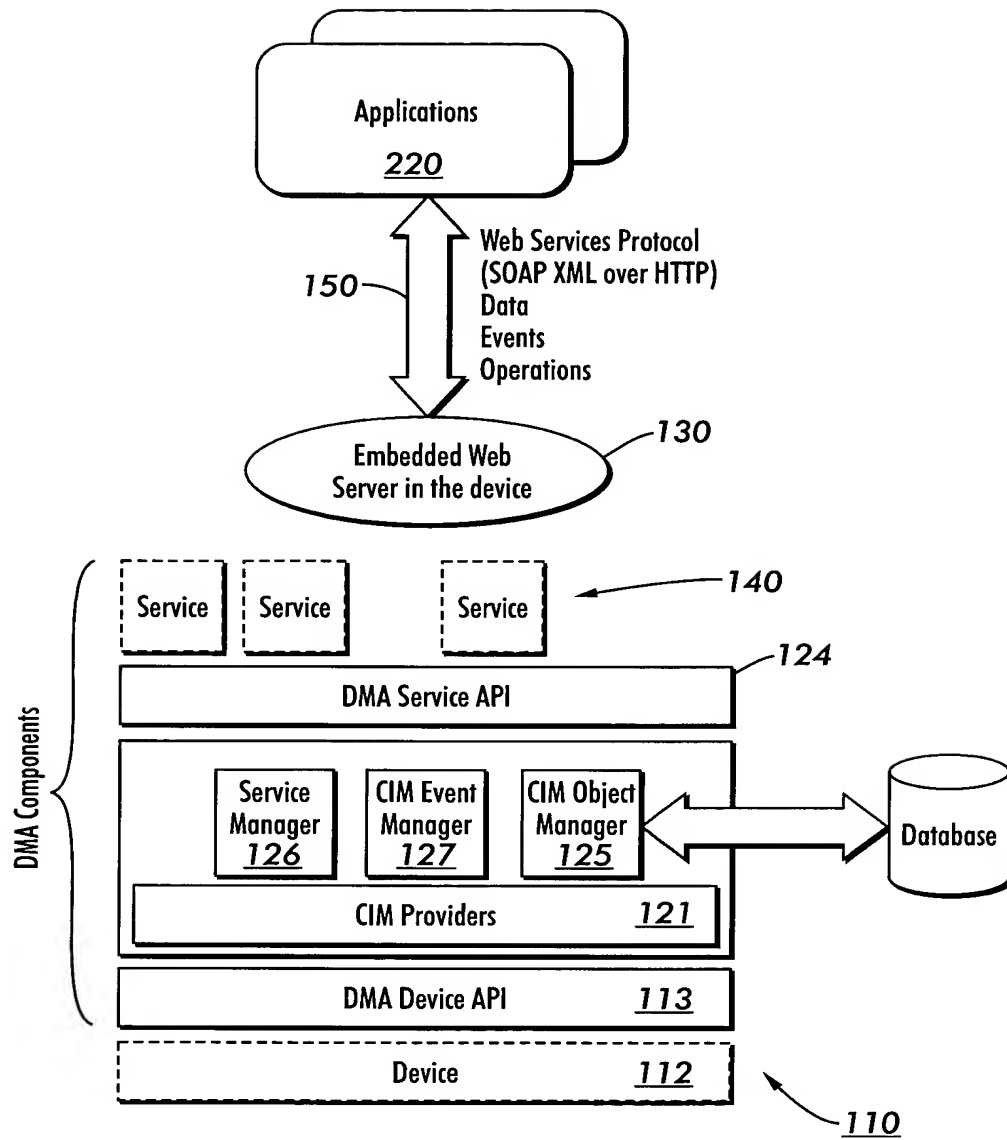 Applications
220
150
Web Services Protocol
(SOAP XML over HTTP)
Data
Events
Operations
130
Embedded Web
Server in the device
DMA Components
Service
Service
Service
140
124
DMA Service API
Service
Manager
126
CIM Event
Manager
127
CIM Object
Manager
125
Database
CIM Providers
121
DMA Device API
113
Device
112
110